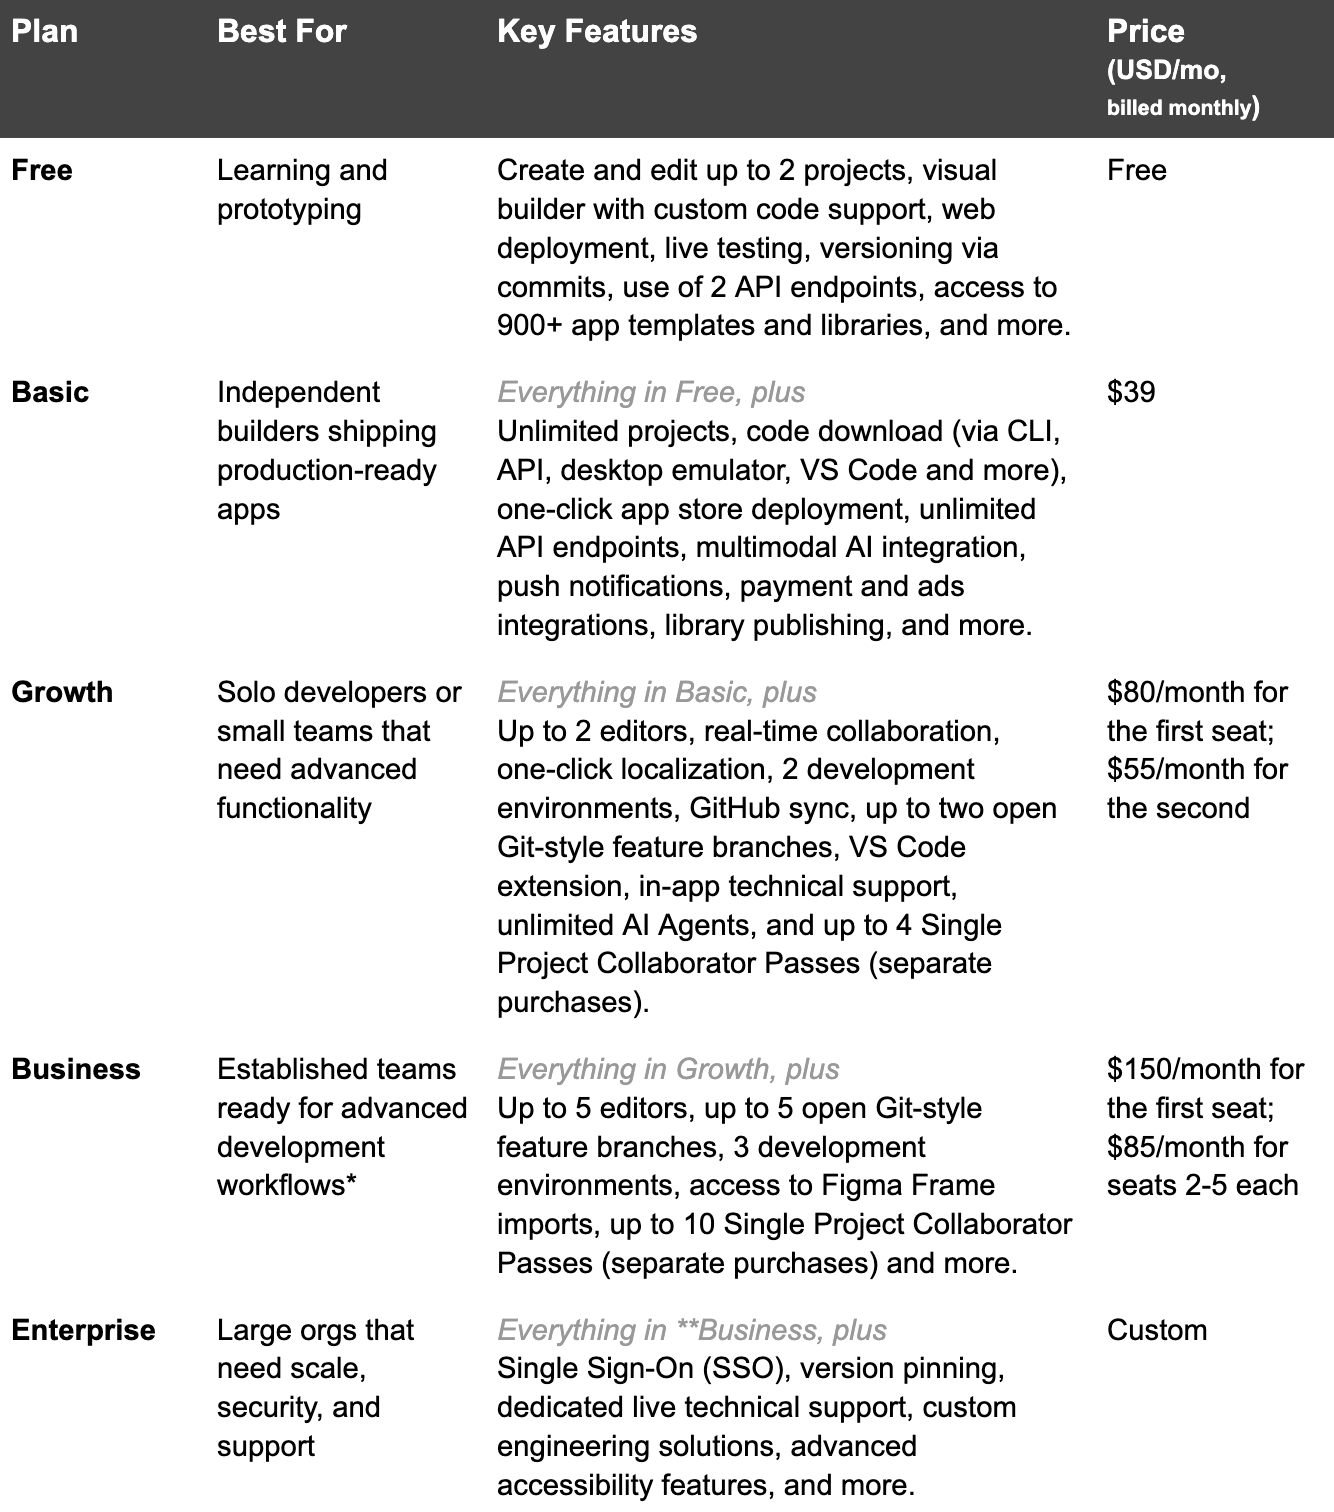 Plan
Best For
Key Features
Price
(USD/mo,
billed monthly)
Free
Learning and
prototyping
Create and edit up to 2 projects, visual
builder with custom code support, web
deployment, live testing, versioning via
commits, use of 2 API endpoints, access to
900+ app templates and libraries, and more.
Free
Basic
Independent
builders shipping
production-ready
apps
Everything in Free, plus
Unlimited projects, code download (via CLI,
API, desktop emulator, VS Code and more),
one-click app store deployment, unlimited
API endpoints, multimodal AI integration,
push notifications, payment and ads
integrations, library publishing, and more.
$39
Growth
Solo developers or
small teams that
need advanced
functionality
Everything in Basic, plus
Up to 2 editors, real-time collaboration,
one-click localization, 2 development
environments, GitHub sync, up to two open
Git-style feature branches, VS Code
extension, in-app technical support,
unlimited AI Agents, and up to 4 Single
Project Collaborator Passes (separate
purchases).
$80/month for
the first seat;
$55/month for
the second
Business
Established teams
ready for advanced
development
workflows*
Everything in Growth, plus
Up to 5 editors, up to 5 open Git-style
feature branches, 3 development
environments, access to Figma Frame
imports, up to 10 Single Project Collaborator
Passes (separate purchases) and more.
$150/month for
the first seat;
$85/month for
seats 2-5 each
Enterprise
Large orgs that
need scale,
security, and
support
Everything in **Business, plus
Single Sign-On (SSO), version pinning,
dedicated live technical support, custom
engineering solutions, advanced
accessibility features, and more.
Custom